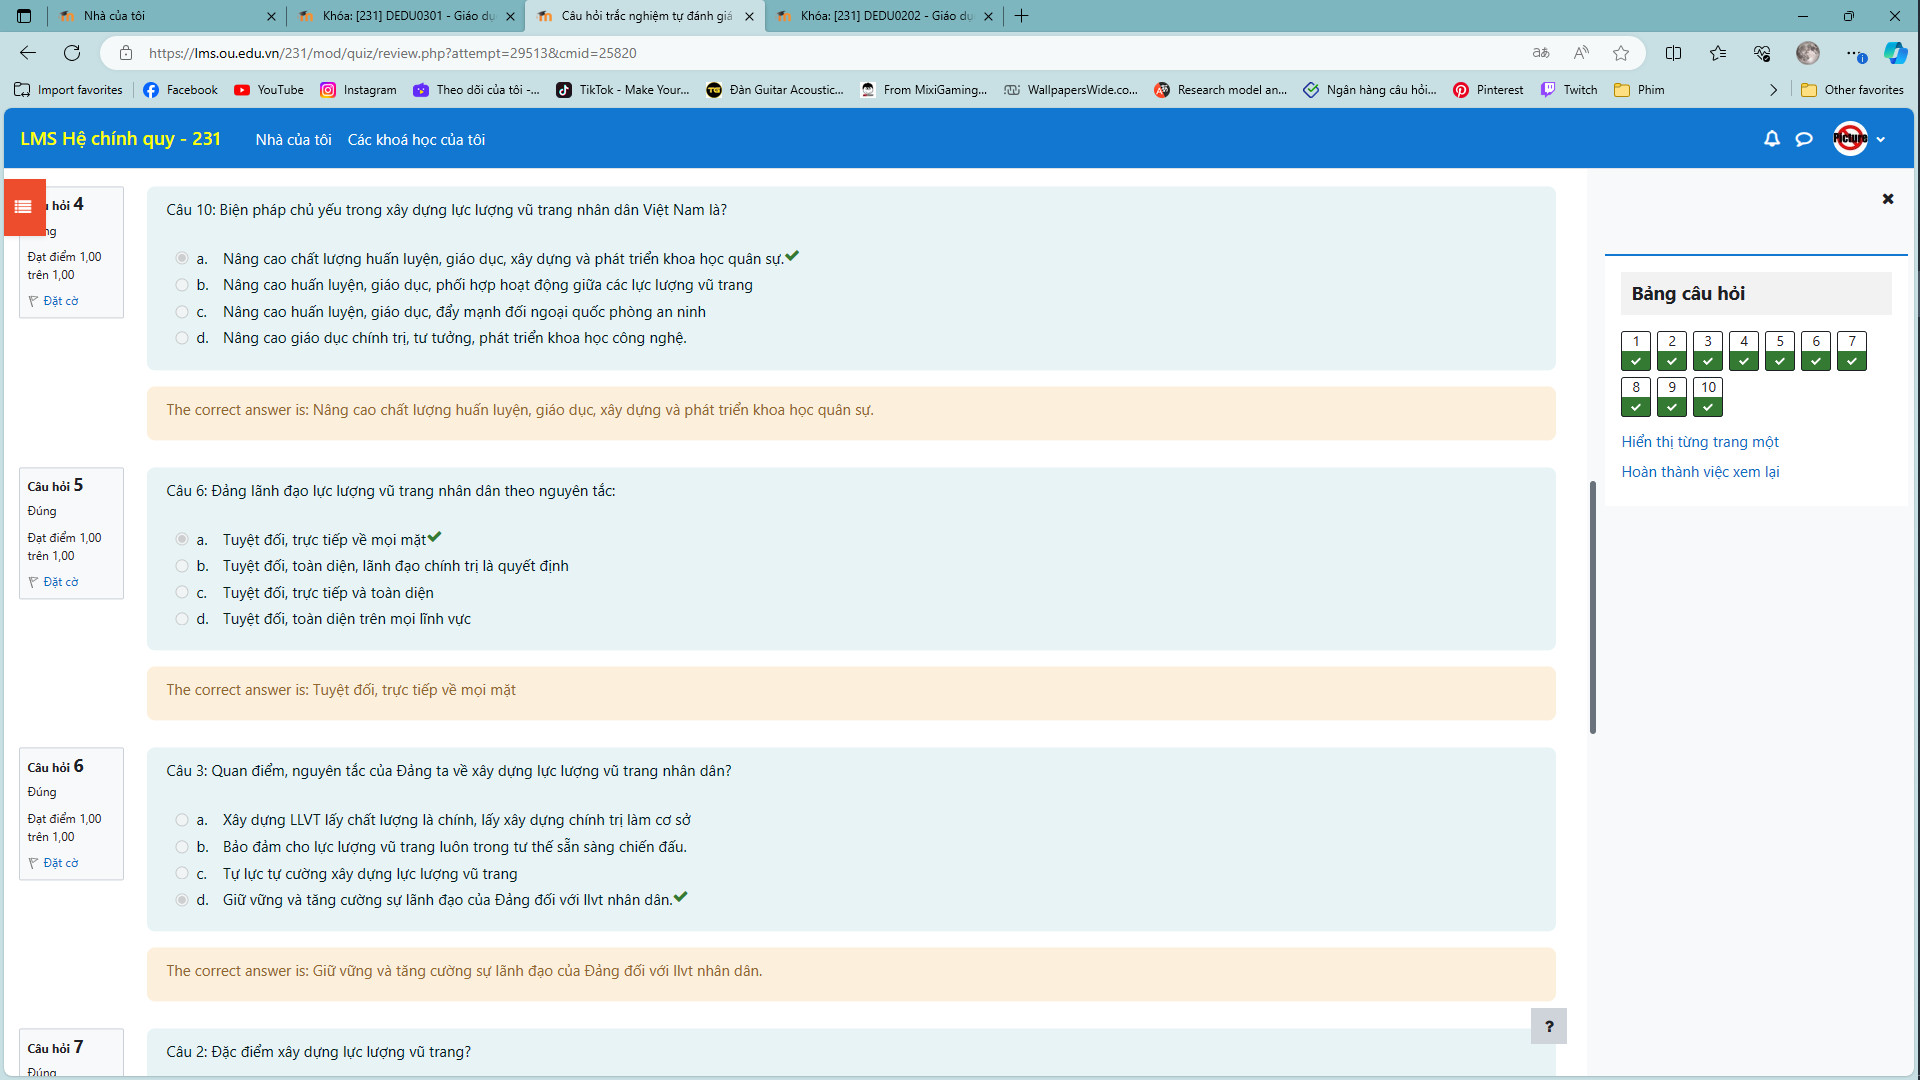 Nhà của tôi
Khóa: [231] DEDU0301 - Giáo dụ
Câu hỏi trắc nghiệm tự đánh giá
Khóa: [231] DEDU0202 - Giáo dụ
https://lms.ou.edu.vn/231/mod/quiz/review.php?attempt=29513&cmid=25820
Import favorites
Facebook
YouTube
Instagram
Theo dõi của tôi -...
TikTok - Make Your...
Đàn Guitar Acoustic...
From MixiGaming...
WallpapersWide.co...
Research model an...
Ngân hàng câu hỏi...
Pinterest
Twitch
Phim
Other favorites
LMS Hệ chính quy - 231
Nhà của tôi
Các khoá học của tôi
Picture
hỏi 4
ng
Đạt điểm 1,00
trên 1,00
Đặt cờ
Câu 10: Biện pháp chủ yếu trong xây dựng lực lượng vũ trang nhân dân Việt Nam là?
a. Nâng cao chất lượng huấn luyện, giáo dục, xây dựng và phát triển khoa học quân sự.
b. Nâng cao huấn luyện, giáo dục, phối hợp hoạt động giữa các lực lượng vũ trang
c. Nâng cao huấn luyện, giáo dục, đẩy mạnh đối ngoại quốc phòng an ninh
d. Nâng cao giáo dục chính trị, tư tưởng, phát triển khoa học công nghệ.
The correct answer is: Nâng cao chất lượng huấn luyện, giáo dục, xây dựng và phát triển khoa học quân sự.
Câu hỏi 5
Đúng
Đạt điểm 1,00
trên 1,00
Đặt cờ
Câu 6: Đảng lãnh đạo lực lượng vũ trang nhân dân theo nguyên tắc:
a. Tuyệt đối, trực tiếp về mọi mặt
b. Tuyệt đối, toàn diện, lãnh đạo chính trị là quyết định
c. Tuyệt đối, trực tiếp và toàn diện
d. Tuyệt đối, toàn diện trên mọi lĩnh vực
The correct answer is: Tuyệt đối, trực tiếp về mọi mặt
Câu hỏi 6
Đúng
Đạt điểm 1,00
trên 1,00
Đặt cờ
Câu 3: Quan điểm, nguyên tắc của Đảng ta về xây dựng lực lượng vũ trang nhân dân?
a. Xây dựng LLVT lấy chất lượng là chính, lấy xây dựng chính trị làm cơ sở
b. Bảo đảm cho lực lượng vũ trang luôn trong tư thế sẵn sàng chiến đấu.
c. Tự lực tự cường xây dựng lực lượng vũ trang
d. Giữ vững và tăng cường sự lãnh đạo của Đảng đối với llvt nhân dân.
The correct answer is: Giữ vững và tăng cường sự lãnh đạo của Đảng đối với llvt nhân dân.
Câu hỏi 7
Đúng
Câu 2: Đặc điểm xây dựng lực lượng vũ trang?
Bảng câu hỏi
1 2 3 4 5 6 7
8 9 10
Hiển thị từng trang một
Hoàn thành việc xem lại
?